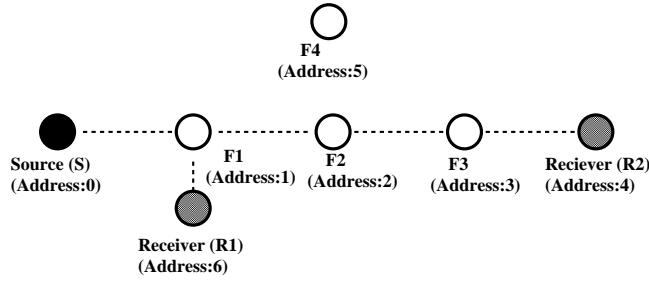 F4
(Address:5)
Source (S)
(Address:0)
F1
(Address:1)
F2
(Address:2)
F3
(Address:3)
Reciever (R2)
(Address:4)
Receiver (R1)
(Address:6)